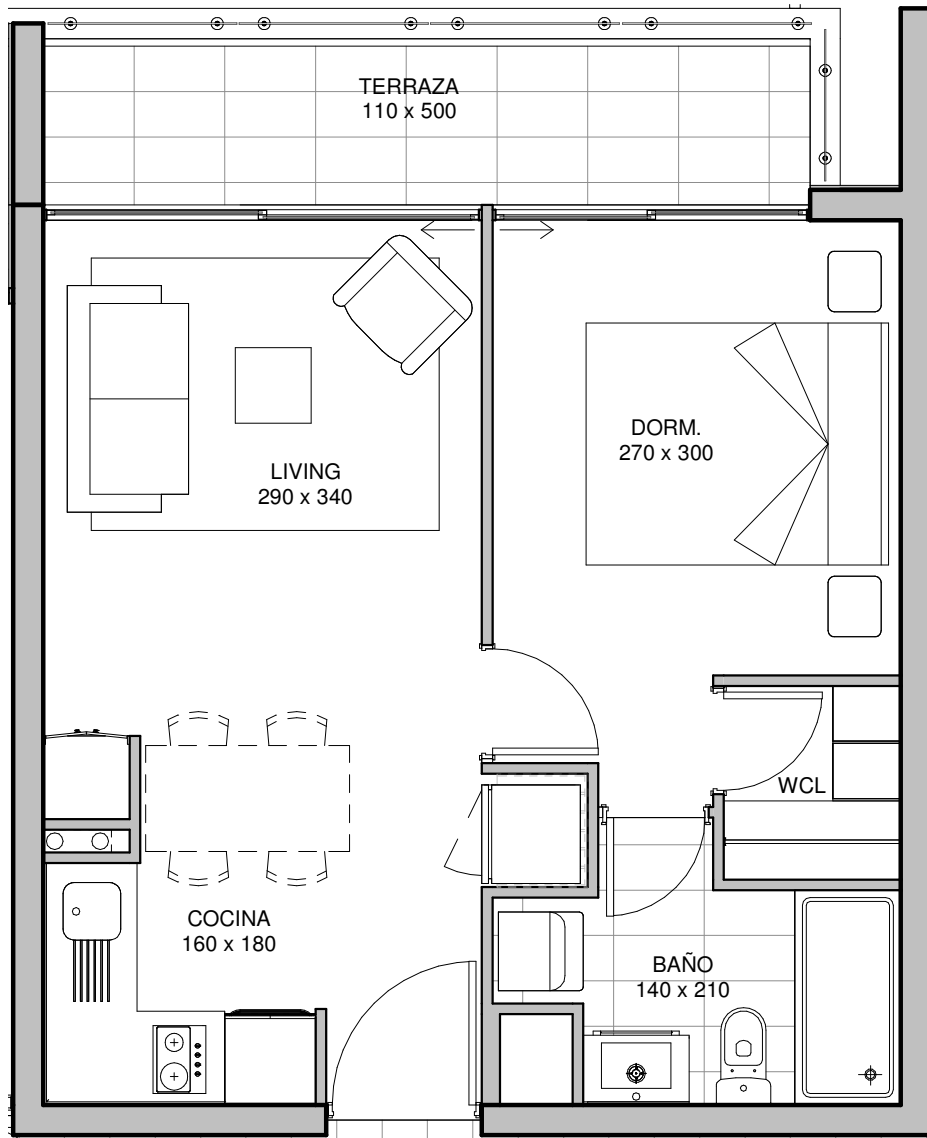 TERRAZA
110 x 500
LIVING
290 x 340
DORM.
270 x 300
WCL
COCINA
160 x 180
BAÑO
140 x 210